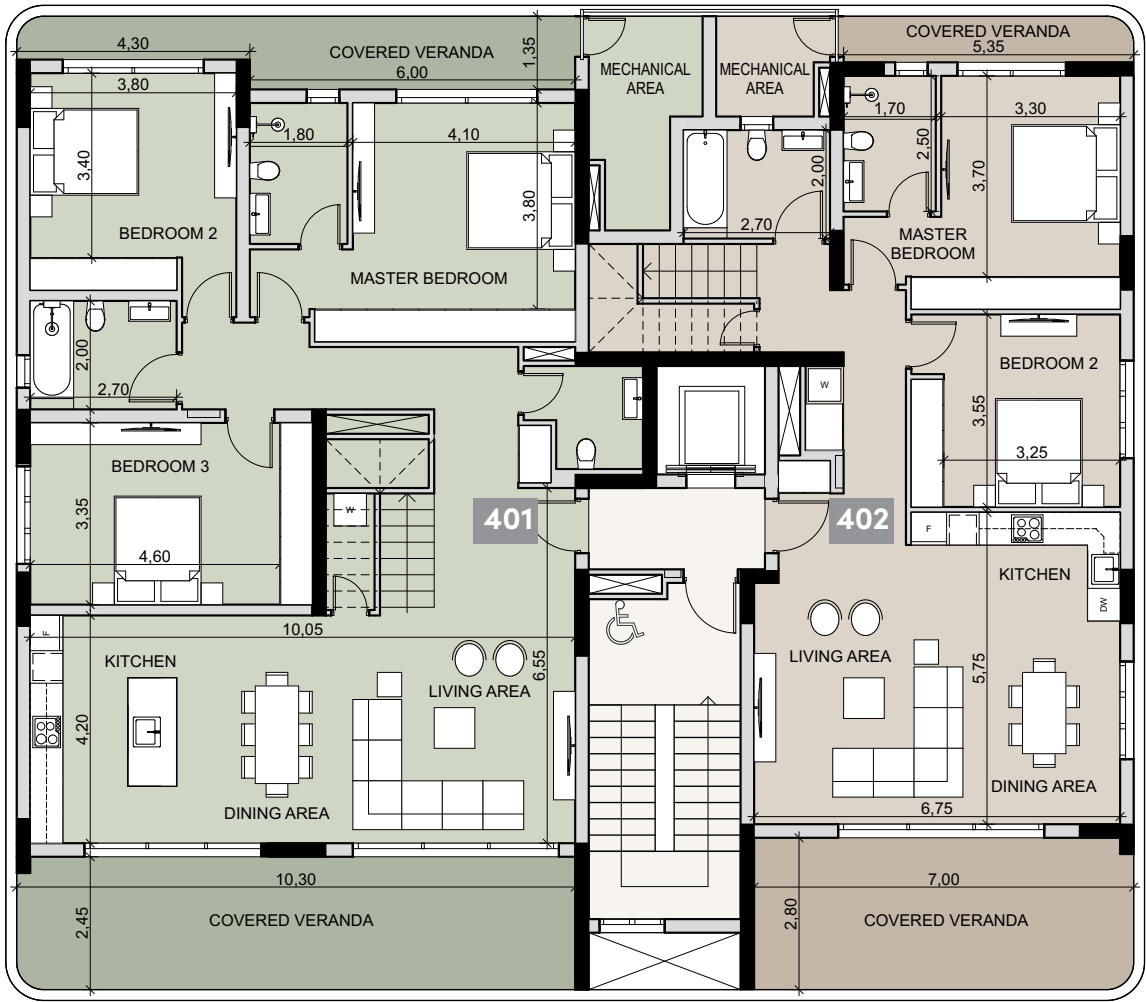 COVERED VERANDA
5,35
4,30
COVERED VERANDA
1,35
6,00
MECHANICAL
AREA
MECHANICAL
AREA
3,80
1,80
4,10
1,70
3,30
3,40
3,80
2,00
2,50
3,70
BEDROOM 2
2,70
MASTER
BEDROOM
MASTER BEDROOM
2,00
2,70
BEDROOM 2
W
3,55
3,25
BEDROOM 3
3,35
4,60
W
401
402
F
KITCHEN
DW
10,05
F
KITCHEN
LIVING AREA
6,55
LIVING AREA
5,75
4,20
DINING AREA
DINING AREA
6,75
10,30
7,00
2,45
COVERED VERANDA
2,80
COVERED VERANDA